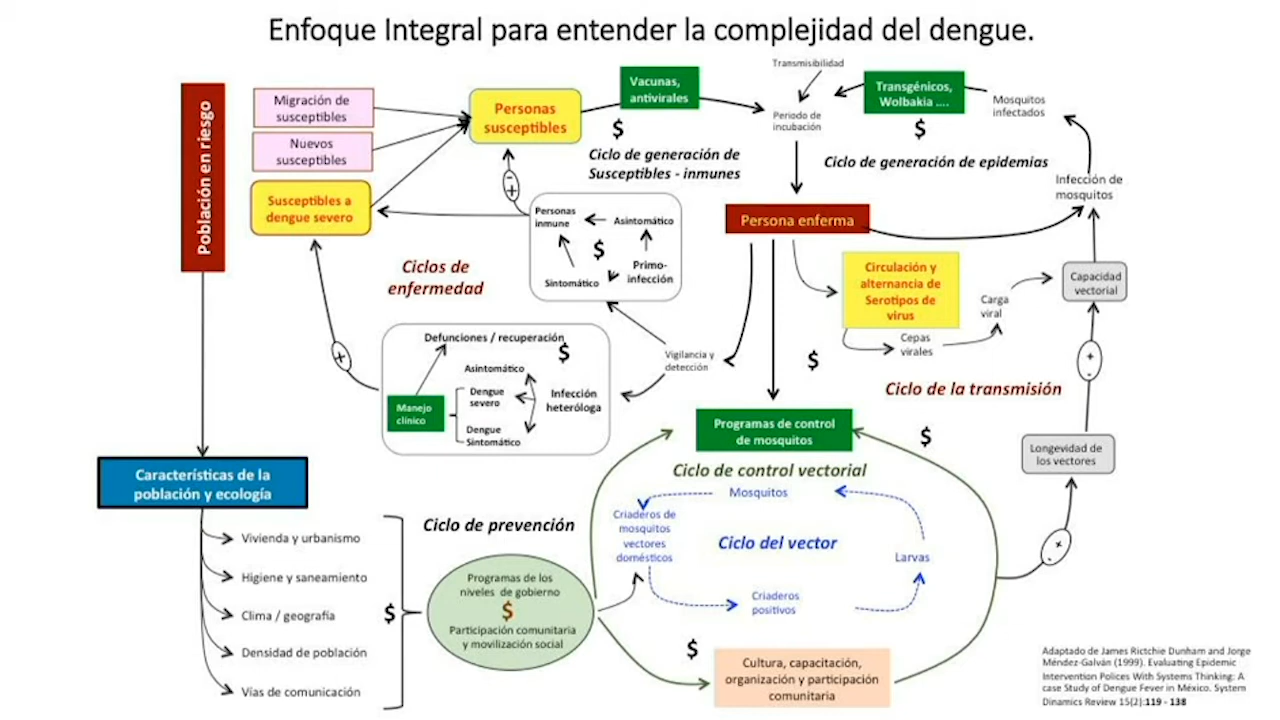 Enfoque Integral para entender la complejidad del dengue.
Población en riesgo
Migración de
susceptibles
Nuevos
susceptibles
Susceptibles a
dengue severo
Personas
susceptibles
Vacunas,
antivirales
$
Ciclo de generación de
Susceptibles - inmunes
Transmisibilidad
Periodo de
incubación
Transgénicos,
Wolbakia ....
$
Mosquitos
infectados
Ciclo de generación de epidemias
Infección de
mosquitos
- +
Personas
inmune
Asintomático
$
Primo-
infección
Sintomático
Persona enferma
Ciclos de
enfermedad
Circulación y
alternancia de
Serotipos de
virus
Capacidad
vectorial
Carga
viral
Cepas
virales
+
Defunciones / recuperación
$
Asintomático
Manejo
clínico
Dengue
severo
Dengue
Sintomático
Infección
heteróloga
Vigilancia y
detección
$
+
-
Ciclo de la transmisión
Programas de control
de mosquitos
$
Longevidad de
los vectores
Características de la
población y ecología
Ciclo de control vectorial
Mosquitos
Criaderos de
mosquitos
vectores
domésticos
Ciclo del vector
Larvas
Criaderos
positivos
+
-
Ciclo de prevención
Vivienda y urbanismo
Higiene y saneamiento
Clima / geografía
Densidad de población
Vías de comunicación
$
Programas de los
niveles de gobierno
$
Participación comunitaria
y movilización social
$
Cultura, capacitación,
organización y participación
comunitaria
Adaptado de James Rictchie Dunham and Jorge
Méndez-Galván (1999). Evaluating Epidemic
Intervention Polices With Systems Thinking: A
case Study of Dengue Fever in México. System
Dinamics Review 15(2):119 - 138